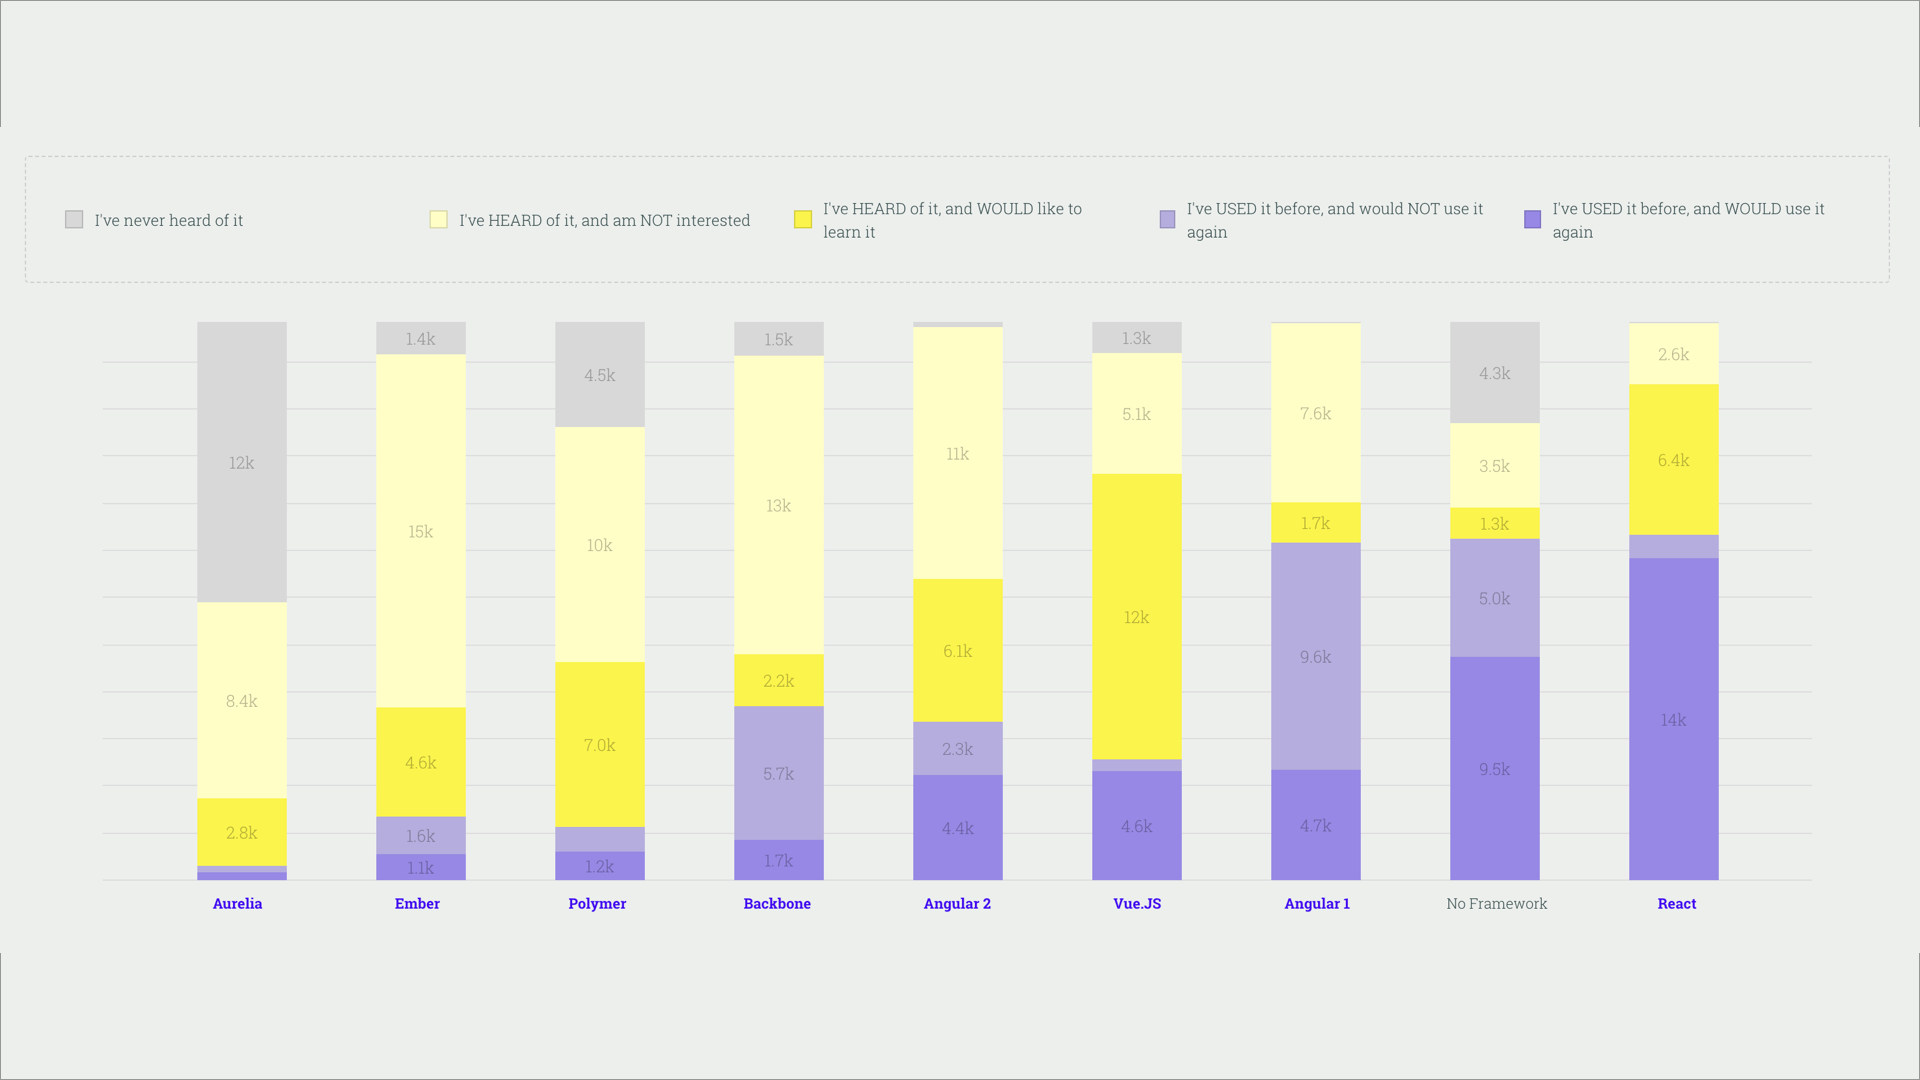 I've never heard of it
I've HEARD of it, and am NOT interested
I've HEARD of it, and WOULD like to
learn it
I've USED it before, and would NOT use it
again
I've USED it before, and WOULD use it
again
12k
8.4k
2.8k
1.4k
15k
4.6k
1.6k
1.1k
4.5k
10k
7.0k
1.2k
1.5k
13k
2.2k
5.7k
1.7k
11k
6.1k
2.3k
4.4k
1.3k
5.1k
12k
4.6k
7.6k
1.7k
9.6k
4.7k
4.3k
3.5k
1.3k
5.0k
9.5k
2.6k
6.4k
14k
Aurelia
Ember
Polymer
Backbone
Angular 2
Vue.JS
Angular 1
No Framework
React